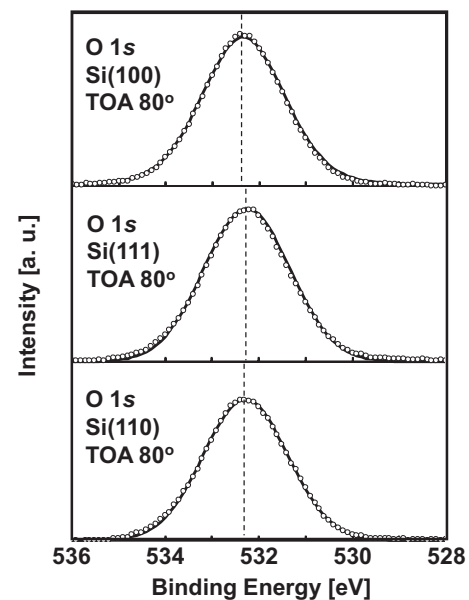 O 1s
Si(100)
TOA 80°
O 1s
Si(111)
TOA 80°
O 1s
Si(110)
TOA 80°
Intensity [a. u.]
536 534 532 530 528
Binding Energy [eV]